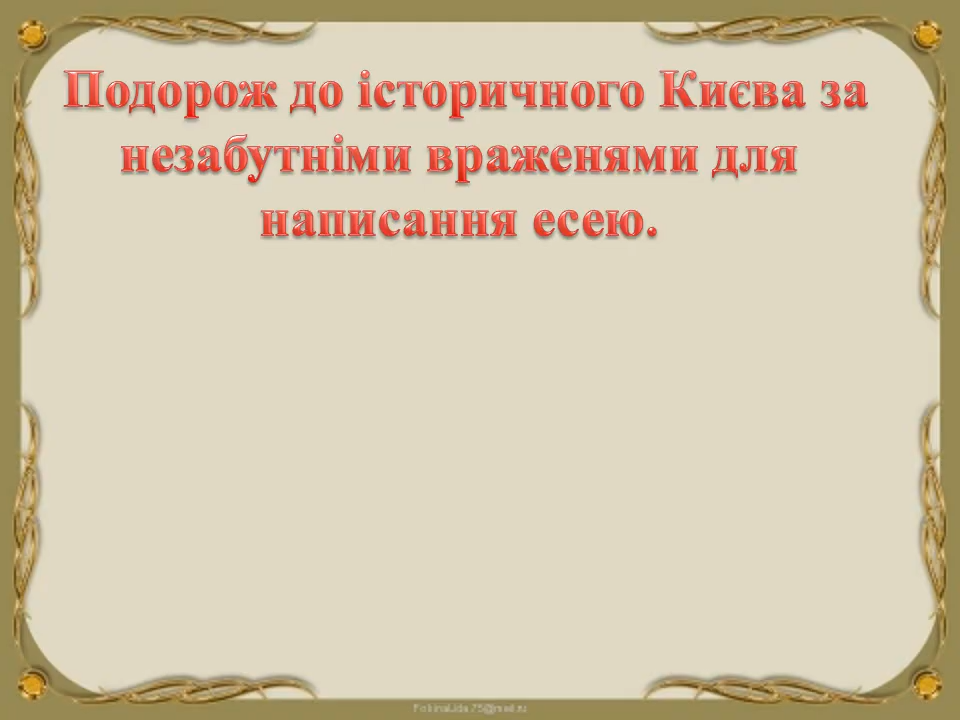 Подорож до історичного Києва за
незабутніми враженями для
написання есею.